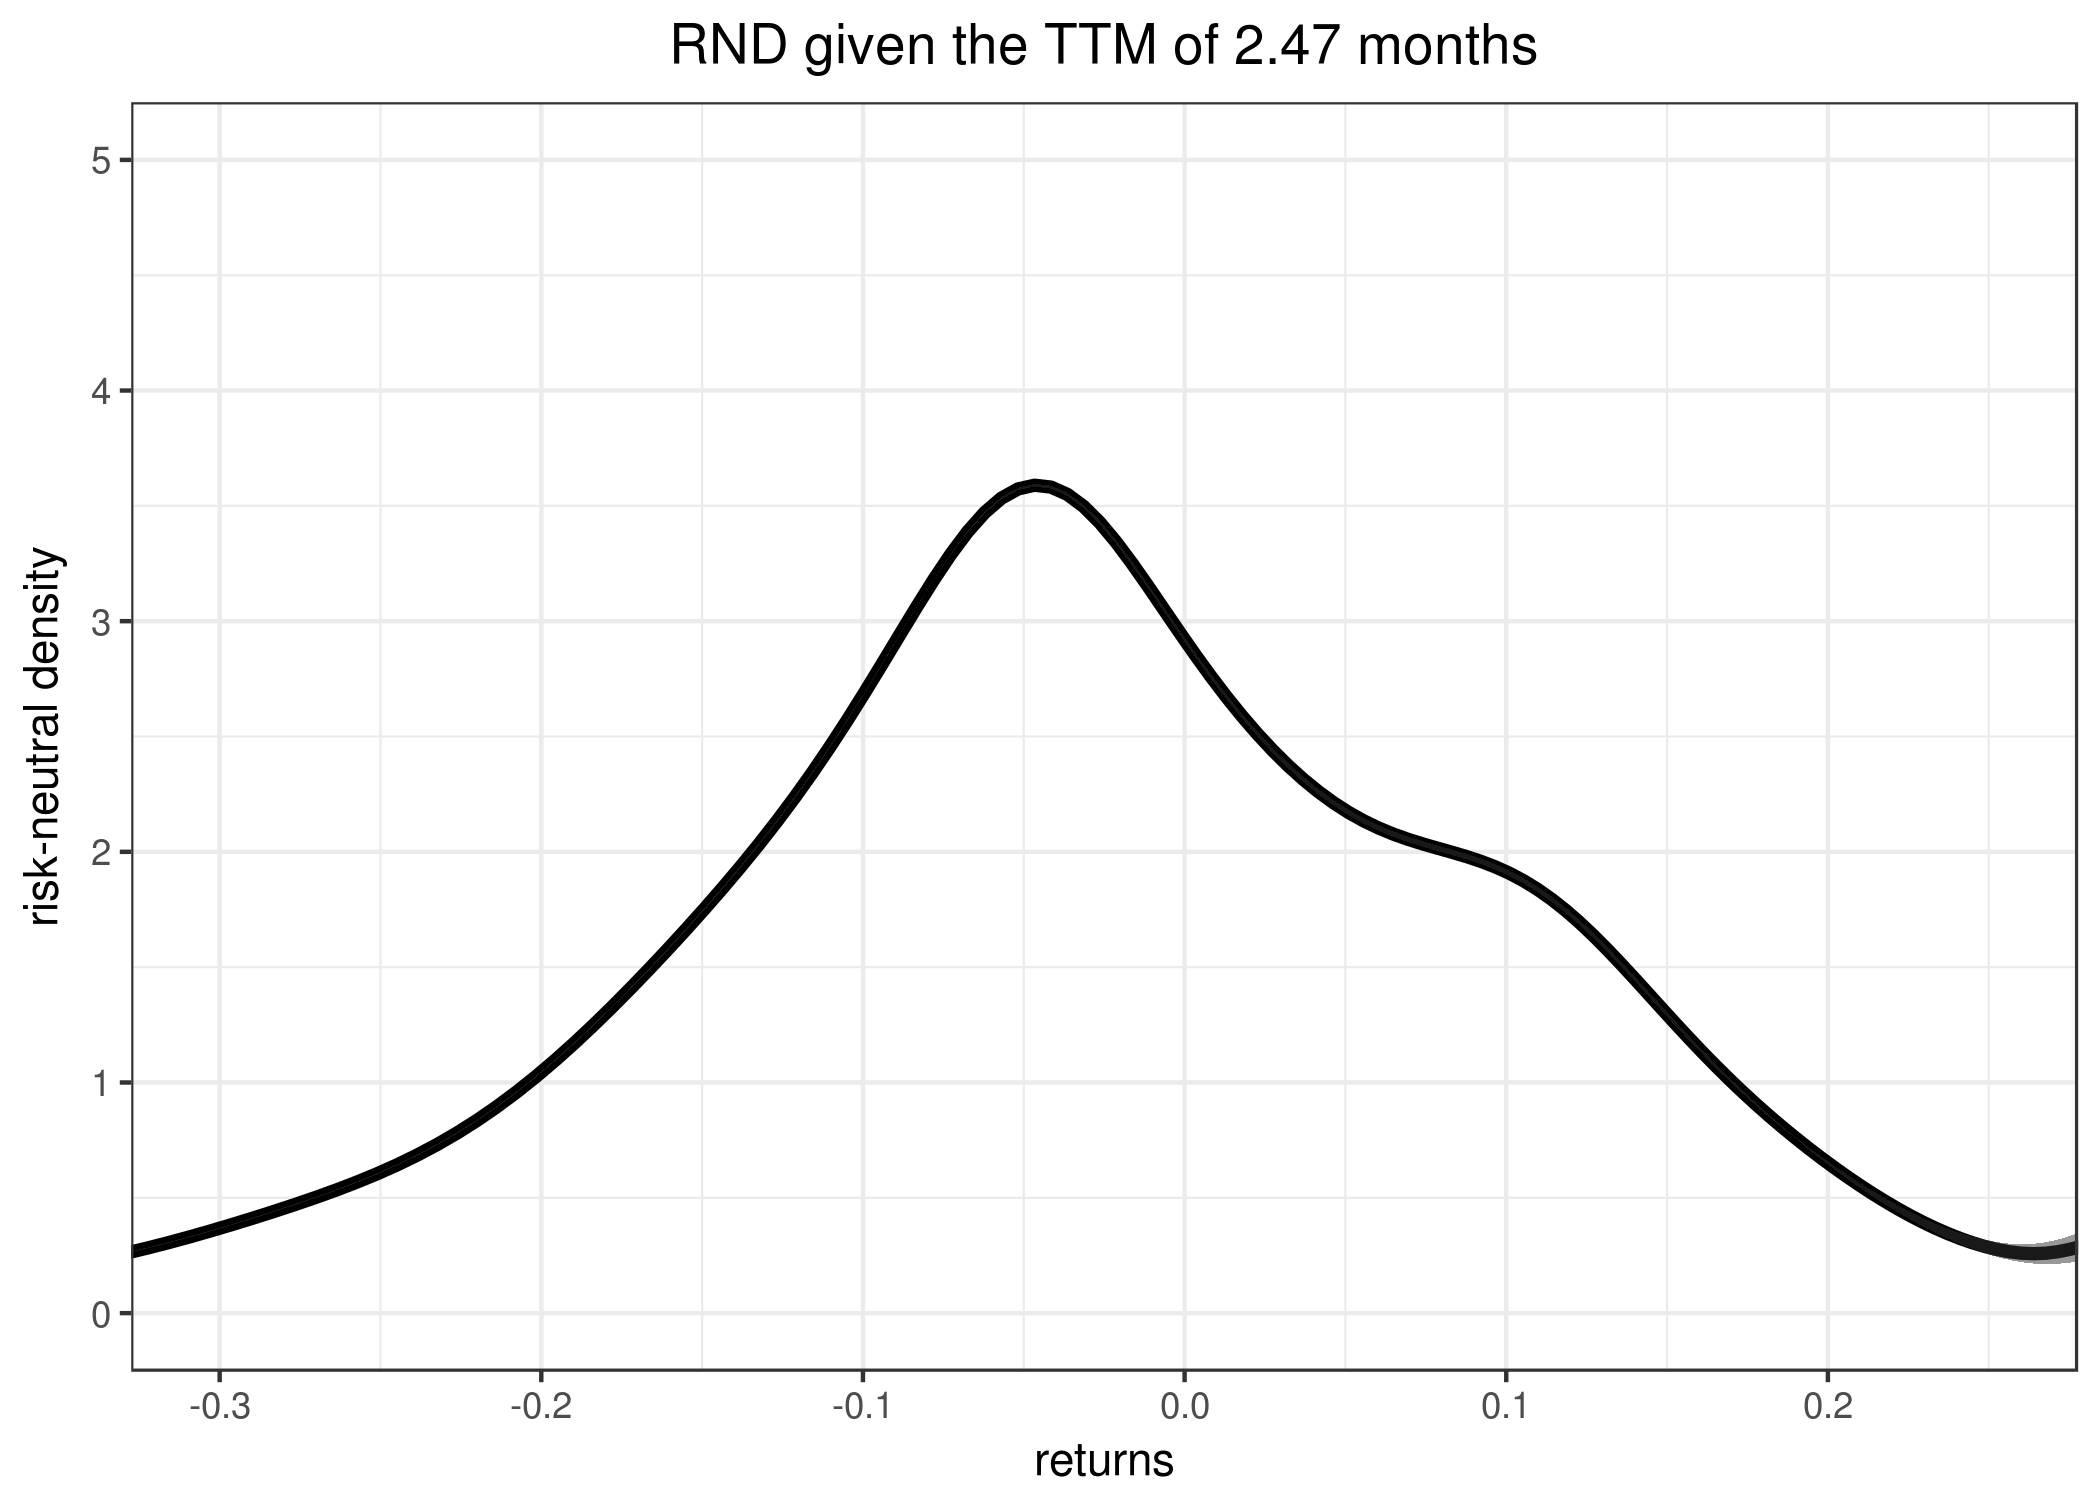 RND given the TTM of 2.47 months
risk-neutral density
5
4
3
2
1
0
-0.3 -0.2 -0.1 0.0 0.1 0.2
returns